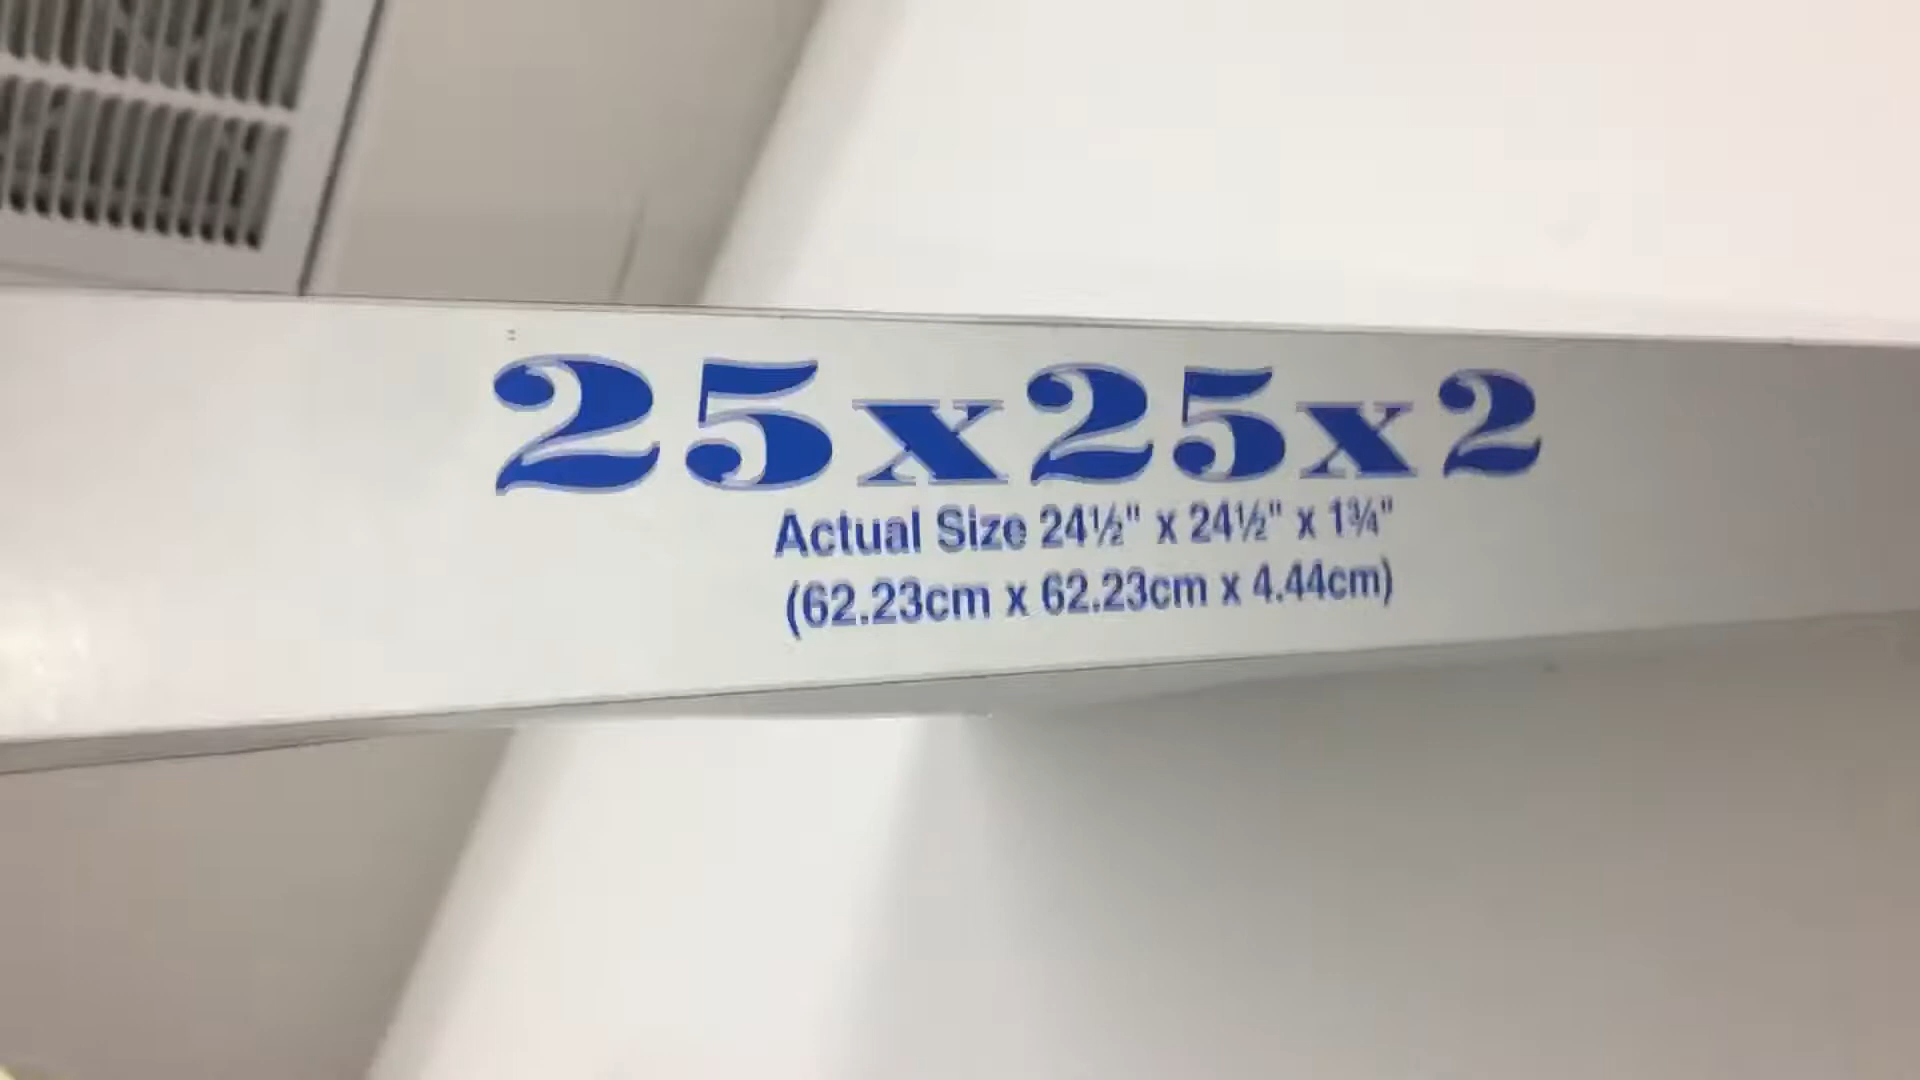 25x25x2
Actual Size 24½" x 24½" x 1¾"
(62.23cm x 62.23cm x 4.44cm)